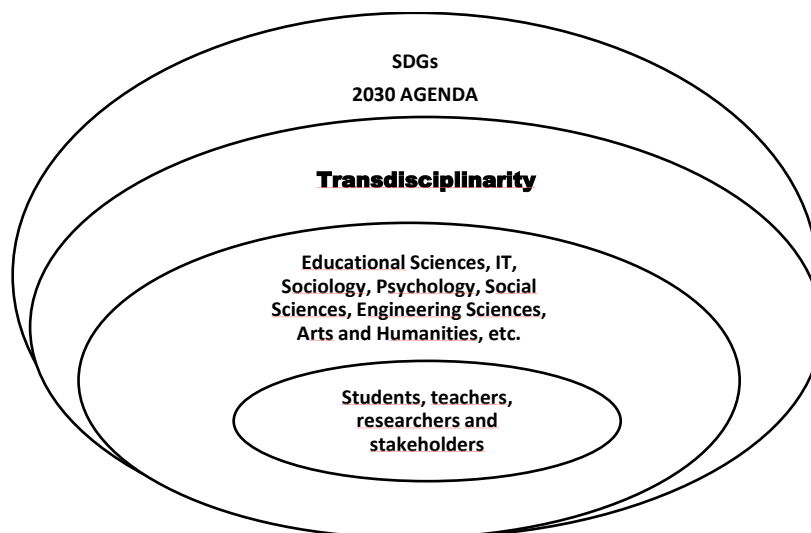 SDGs
2030 AGENDA
Transdisciplinarity
Educational Sciences, IT,
Sociology, Psychology, Social
Sciences, Engineering Sciences,
Arts and Humanities, etc.
Students, teachers,
researchers and
stakeholders